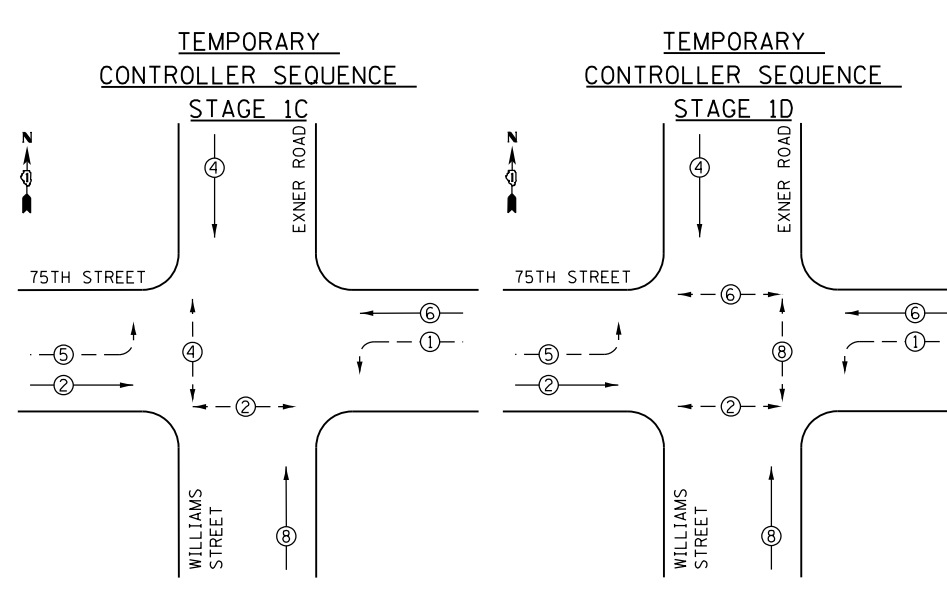 TEMPORARY
CONTROLLER SEQUENCE
STAGE 1C
N
4
EXNER ROAD
75TH STREET
6
5
4
1
2
2
WILLIAMS
STREET
8
TEMPORARY
CONTROLLER SEQUENCE
STAGE 1D
N
4
EXNER ROAD
75TH STREET
6
6
5
8
1
2
2
WILLIAMS
STREET
8